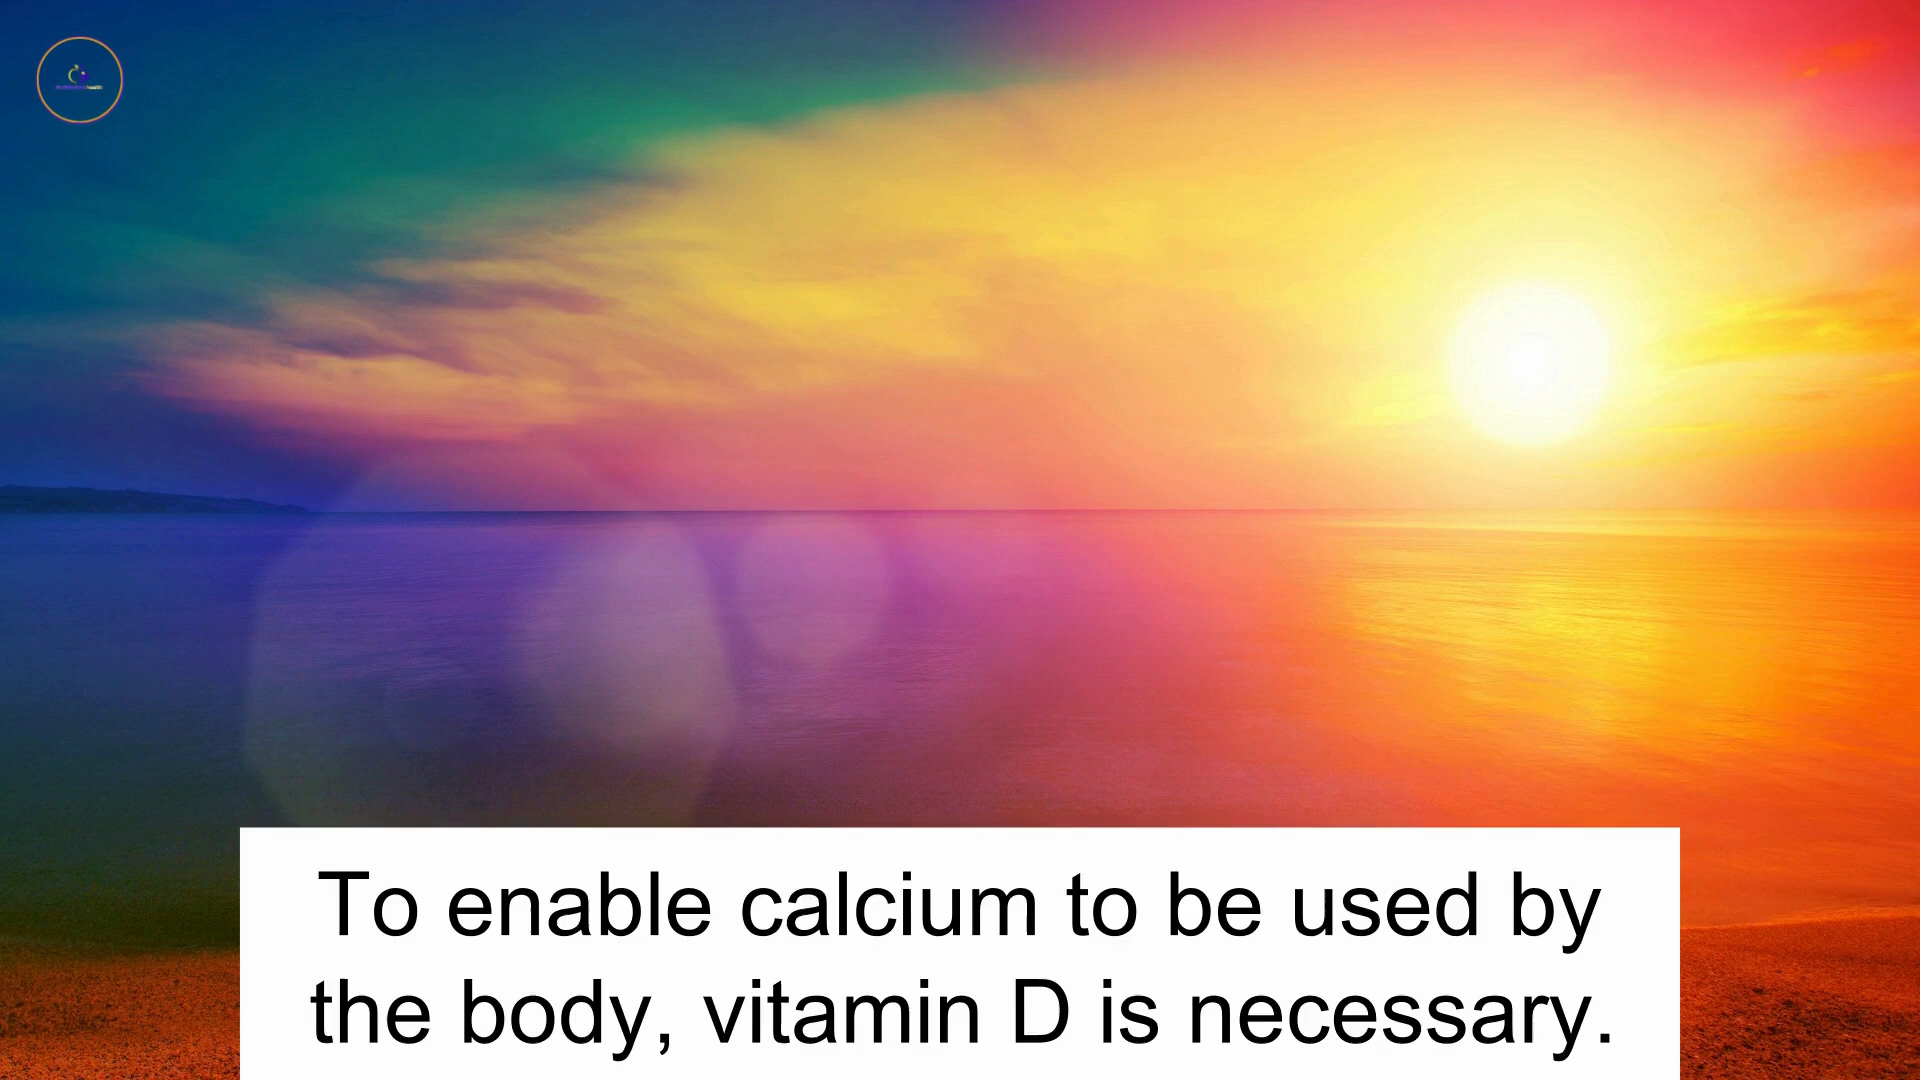 To enable calcium to be used by
the body, vitamin D is necessary.